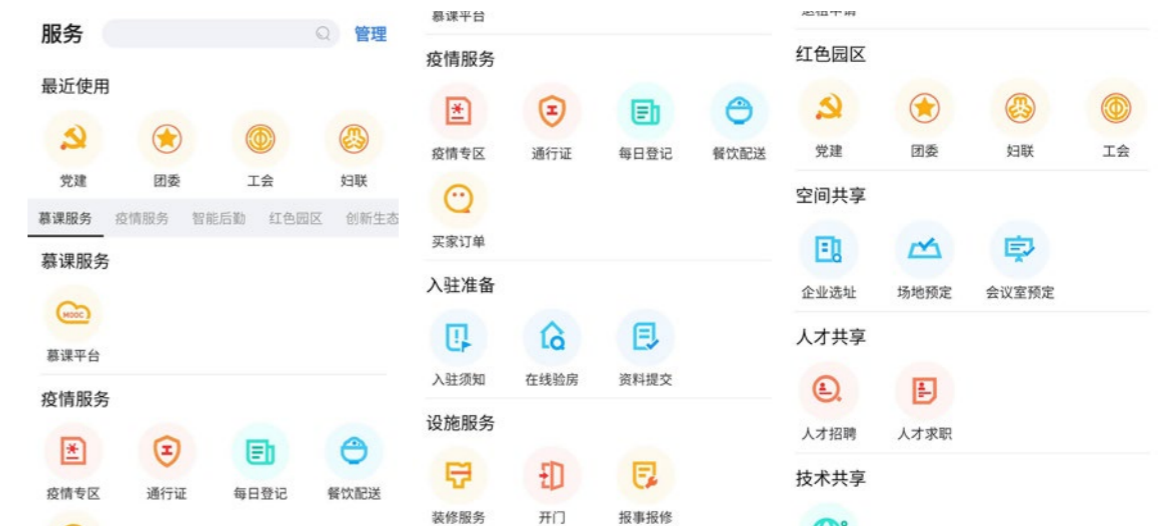 服务 管理
最近使用
党建 团委 工会 妇联
慕课服务 疫情服务 智能后勤 红色园区 创新生态
慕课服务
MOOC
慕课平台
疫情服务
疫情专区 通行证 每日登记 餐饮配送
慕课平台
疫情服务
疫情专区 通行证 每日登记 餐饮配送
买家订单
入驻准备
入驻须知 在线验房 资料提交
设施服务
装修服务 开门 报事报修
退租申请
红色园区
党建 团委 妇联 工会
空间共享
企业选址 场地预定 会议室预定
人才共享
人才招聘 人才求职
技术共享